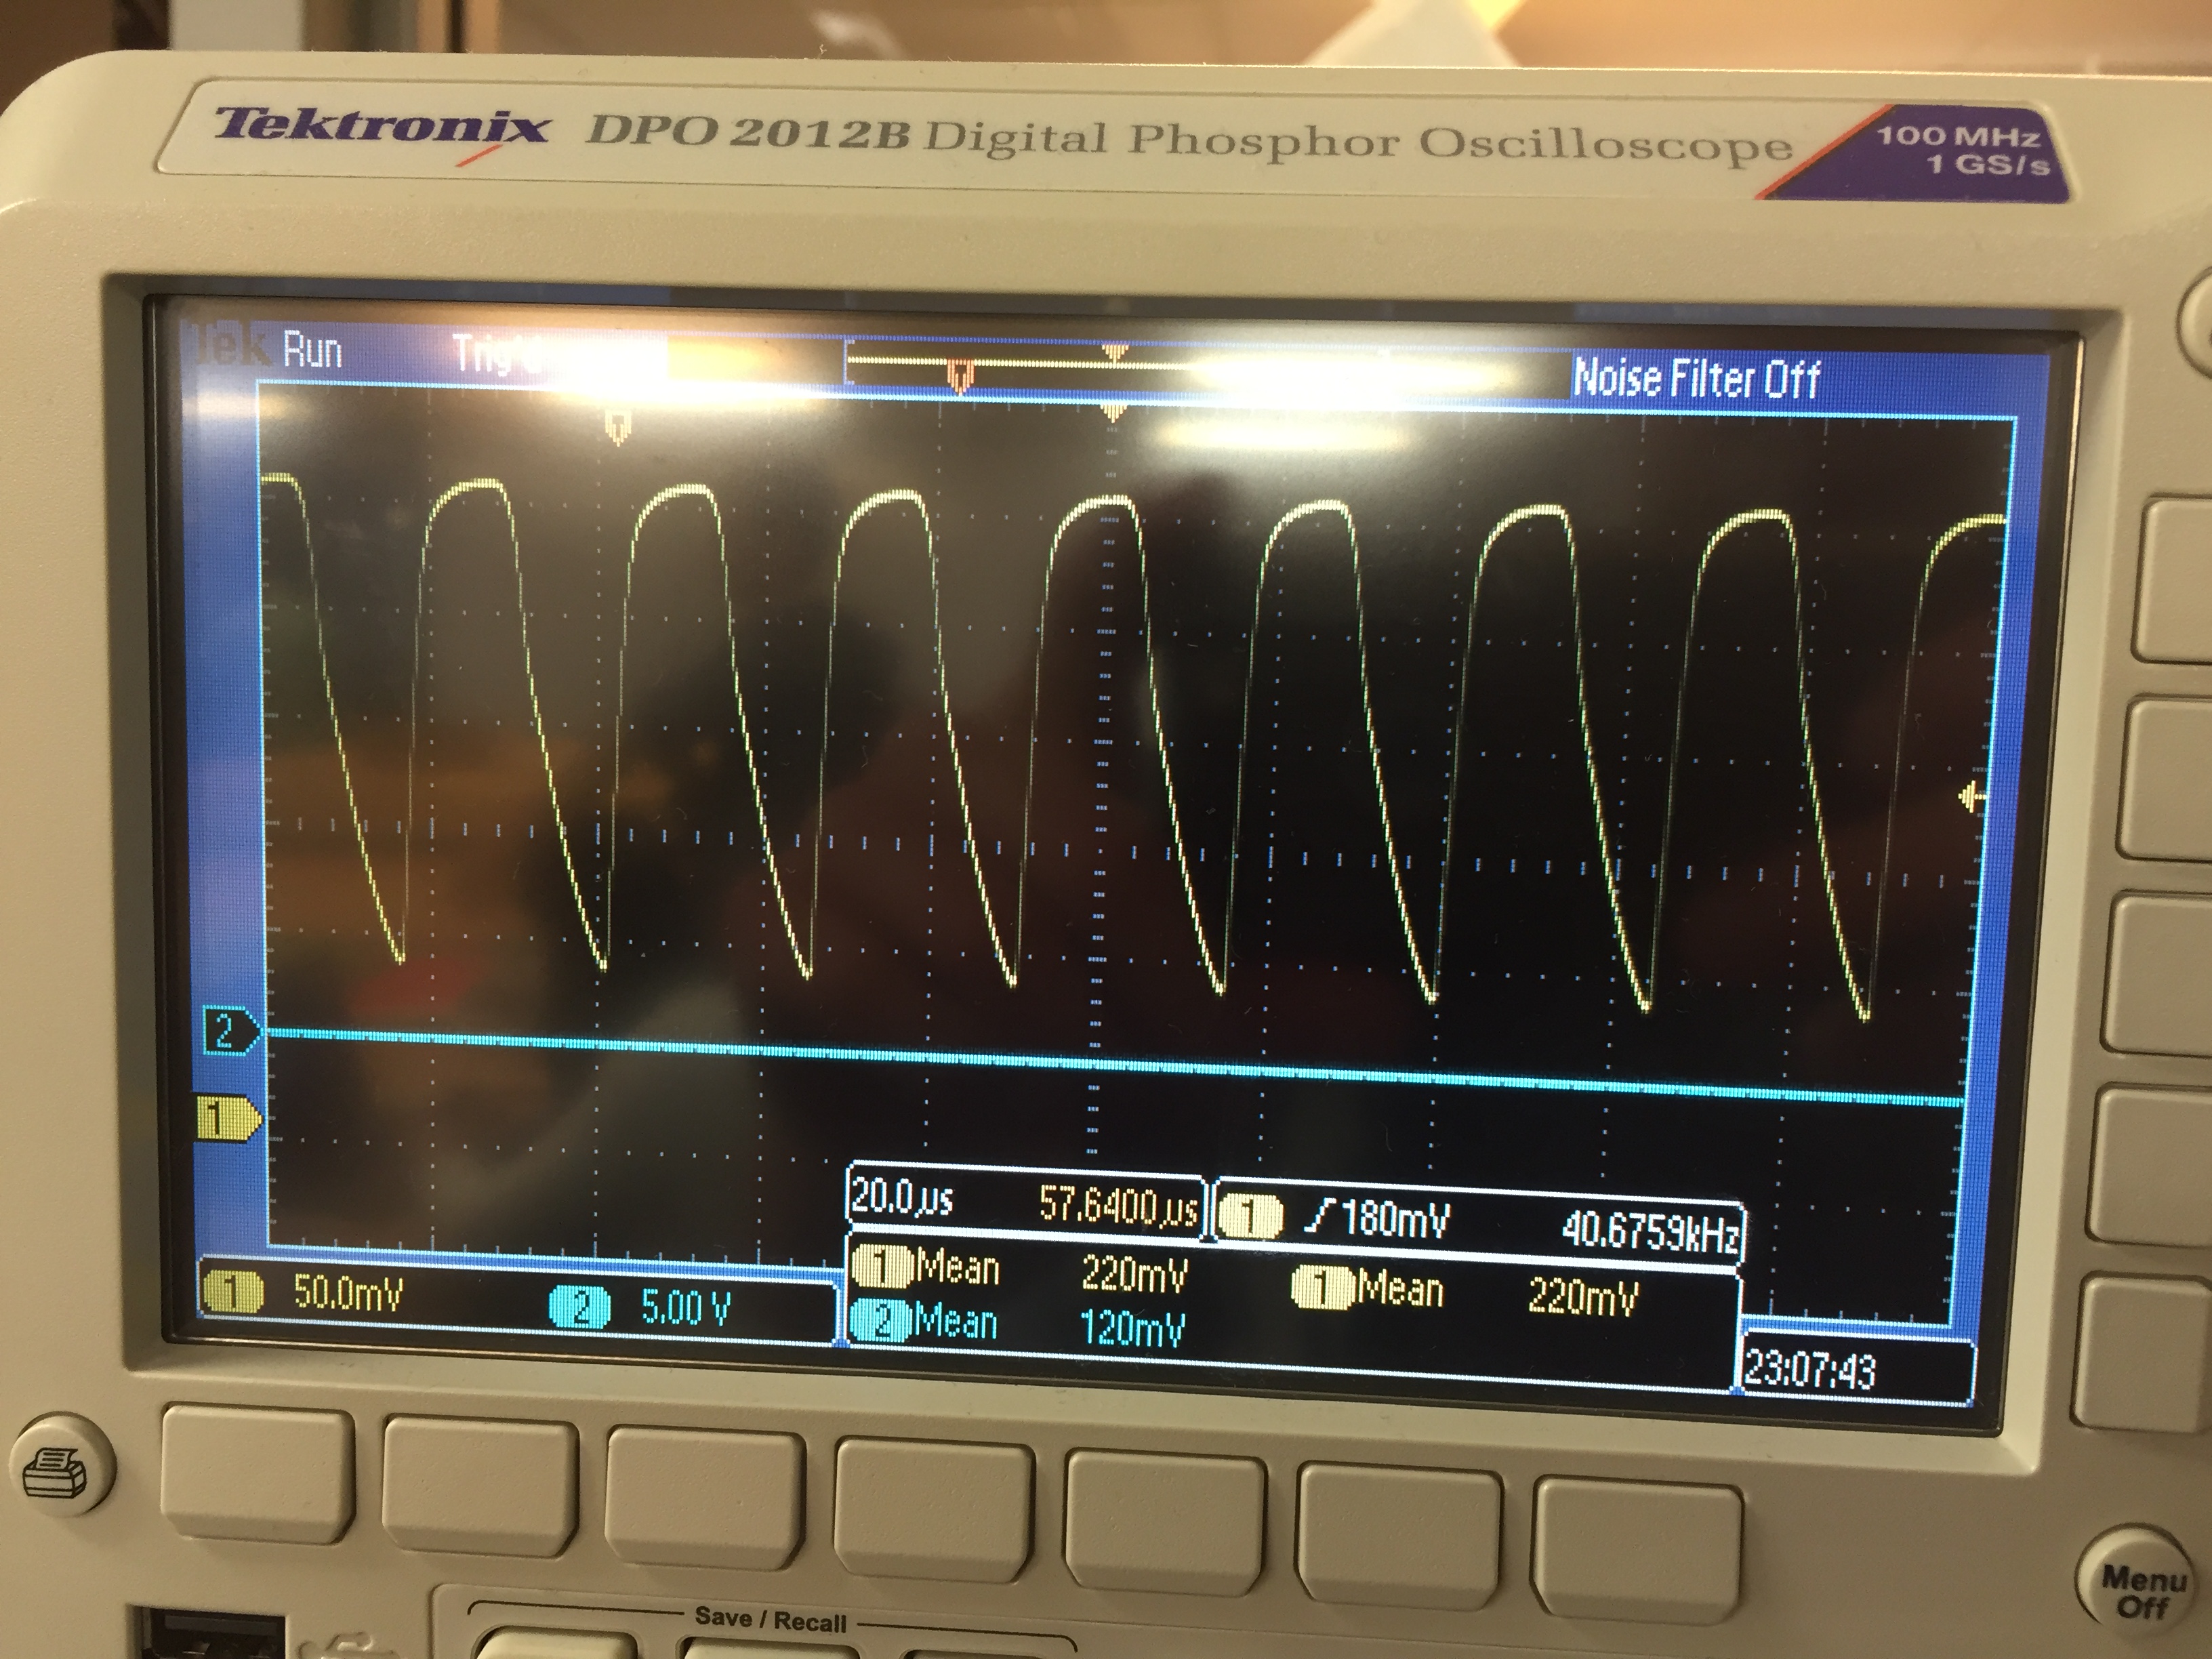 Tektronix DPO 2012B Digital Phosphor Oscilloscope
100 MHz
1 GS/s
Tek Run Trig'd Noise Filter Off
2
1
20.0µs 57.6400µs 1 180mV 40.6759kHz
1 Mean 220mV 1 Mean 220mV
1 50.0mV 2 5.00 V
2 Mean 120mV
23:07:43
Menu
Off
Save / Recall